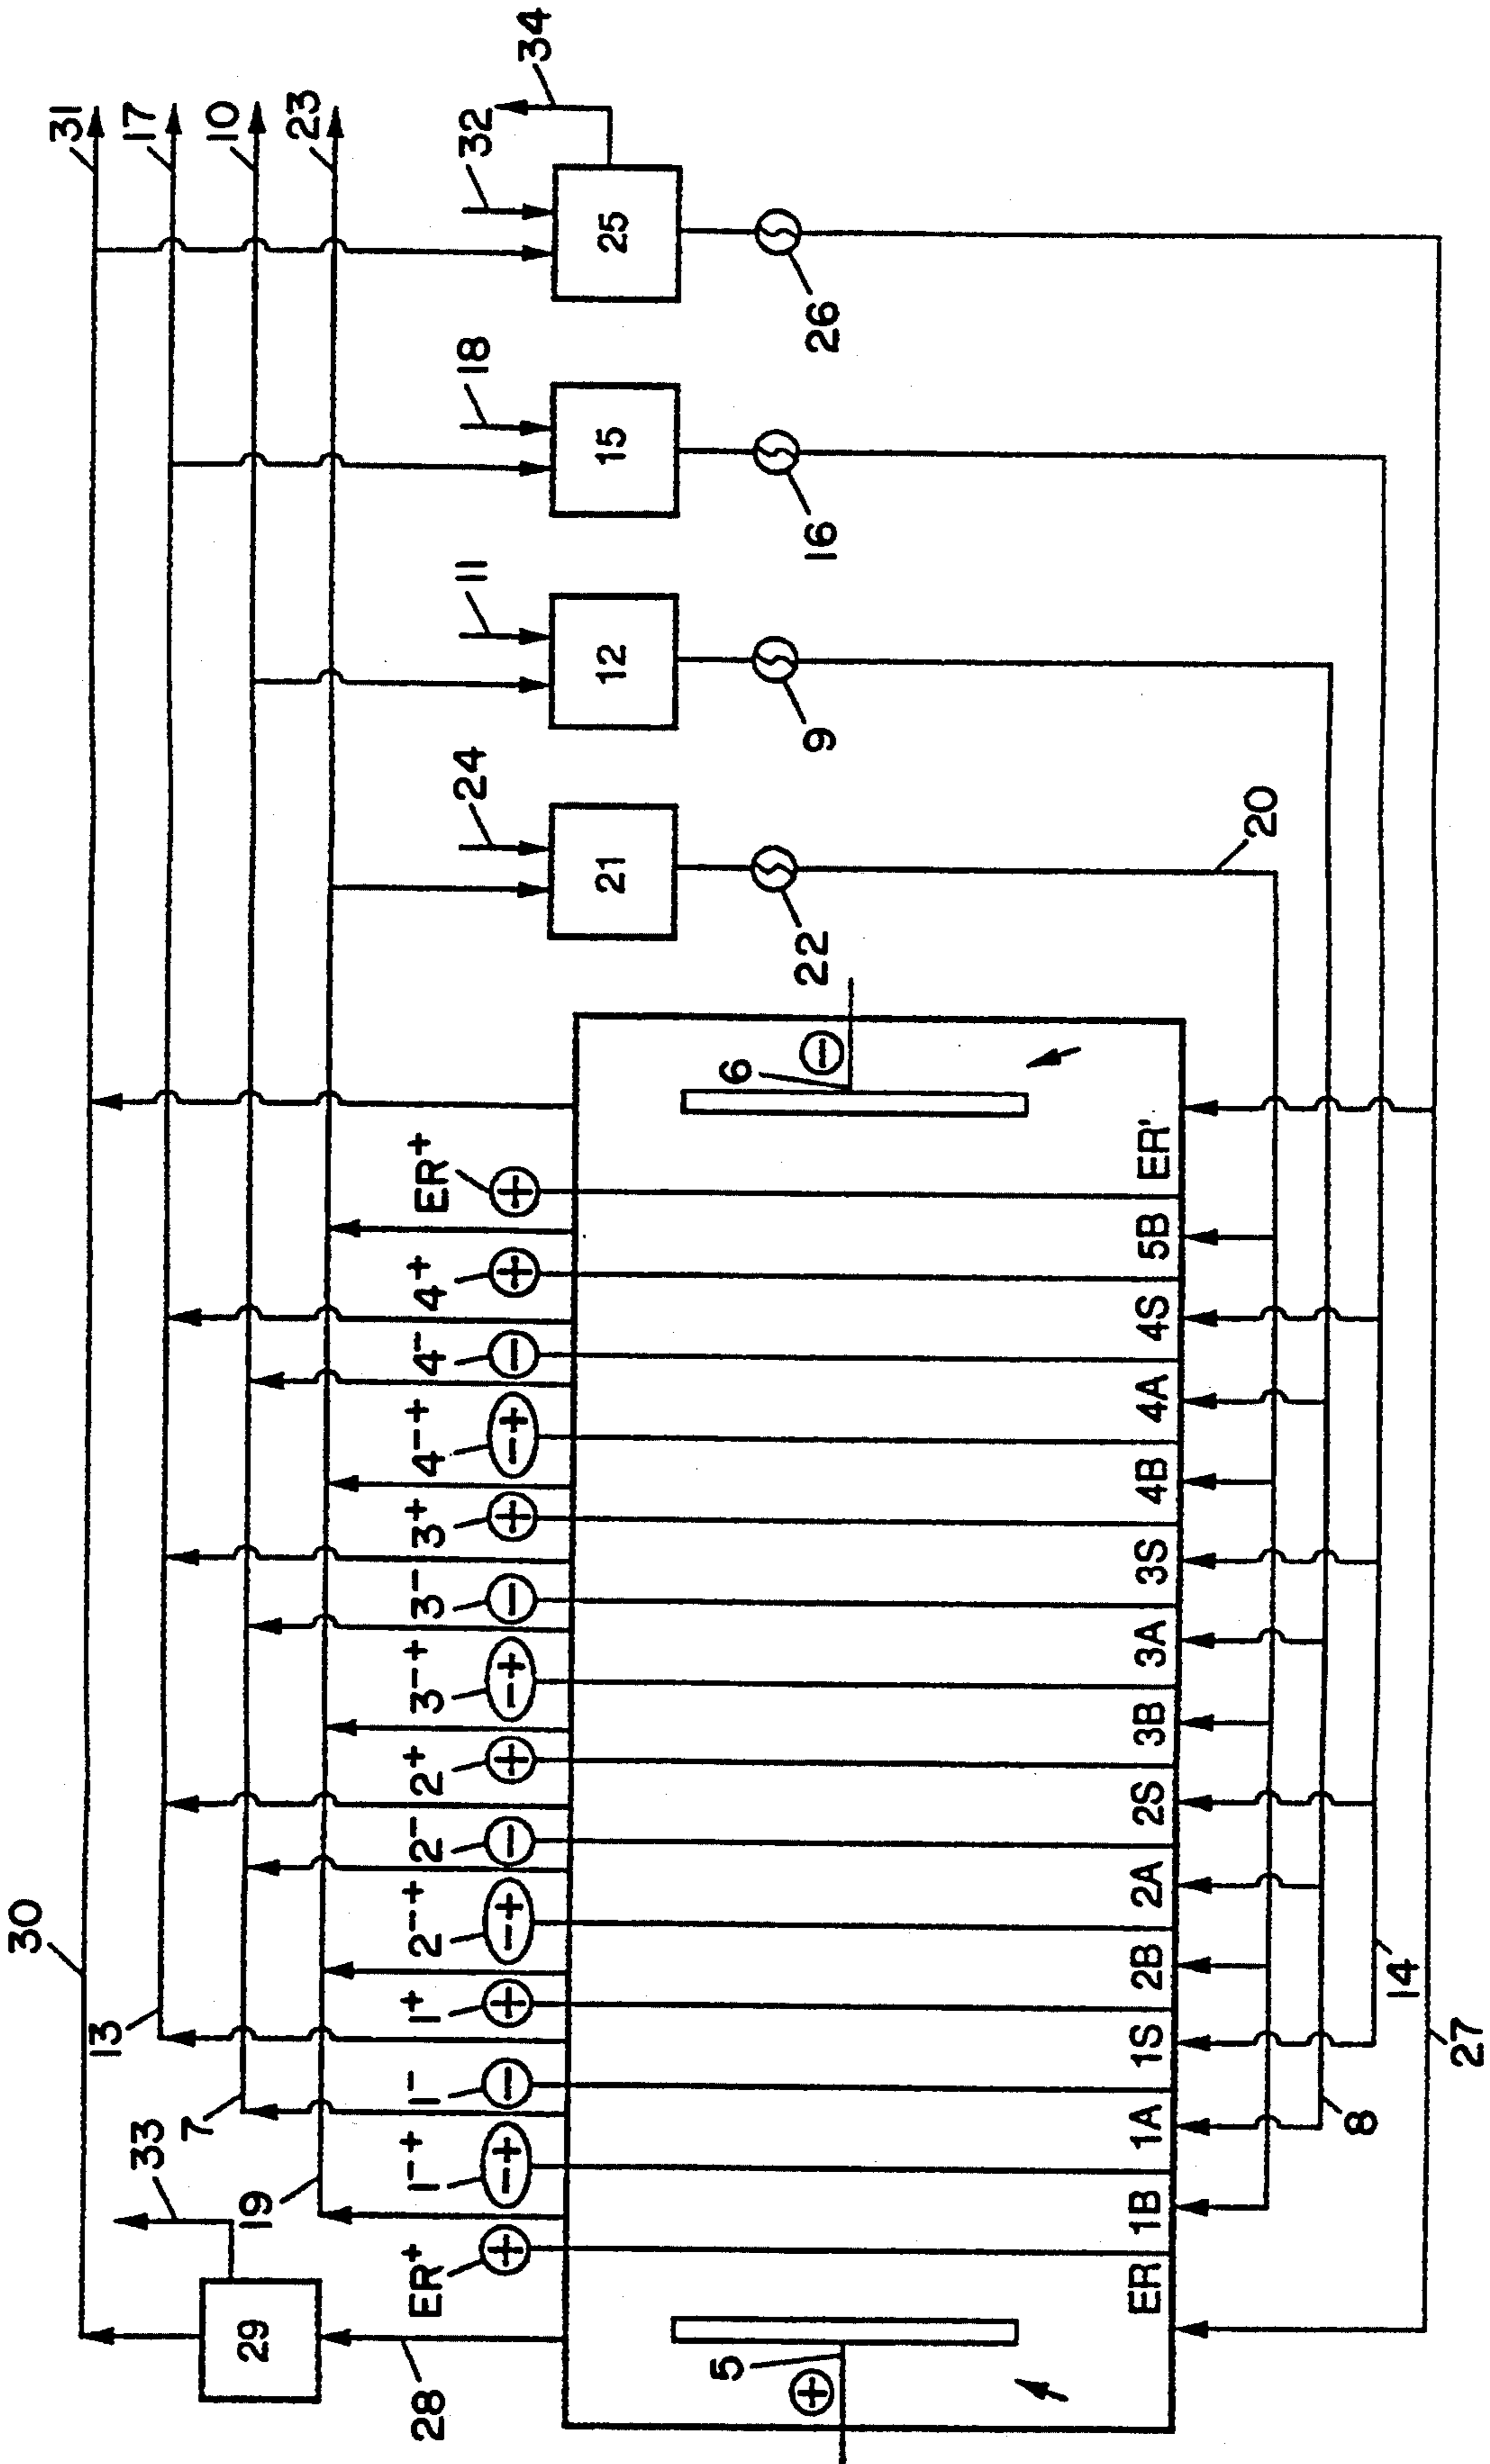 30
31
13
17
33
7
10
19
29
23
28
ER⁺ 1⁻⁺ 1⁻ 1⁺ 2⁻⁺ 2⁻ 2⁺ 3⁻⁺ 3⁻ 3⁺ 4⁻⁺ 4⁻ 4⁺ ER⁺
24 11 18 32 34
+ -+ - + -+ - + -+ - + -+ - + +
21 12 15 25
5 6
22 9 16 26
+ -
ER 1B 1A 1S 2B 2A 2S 3B 3A 3S 4B 4A 4S 5B ER'
20
8
14
27